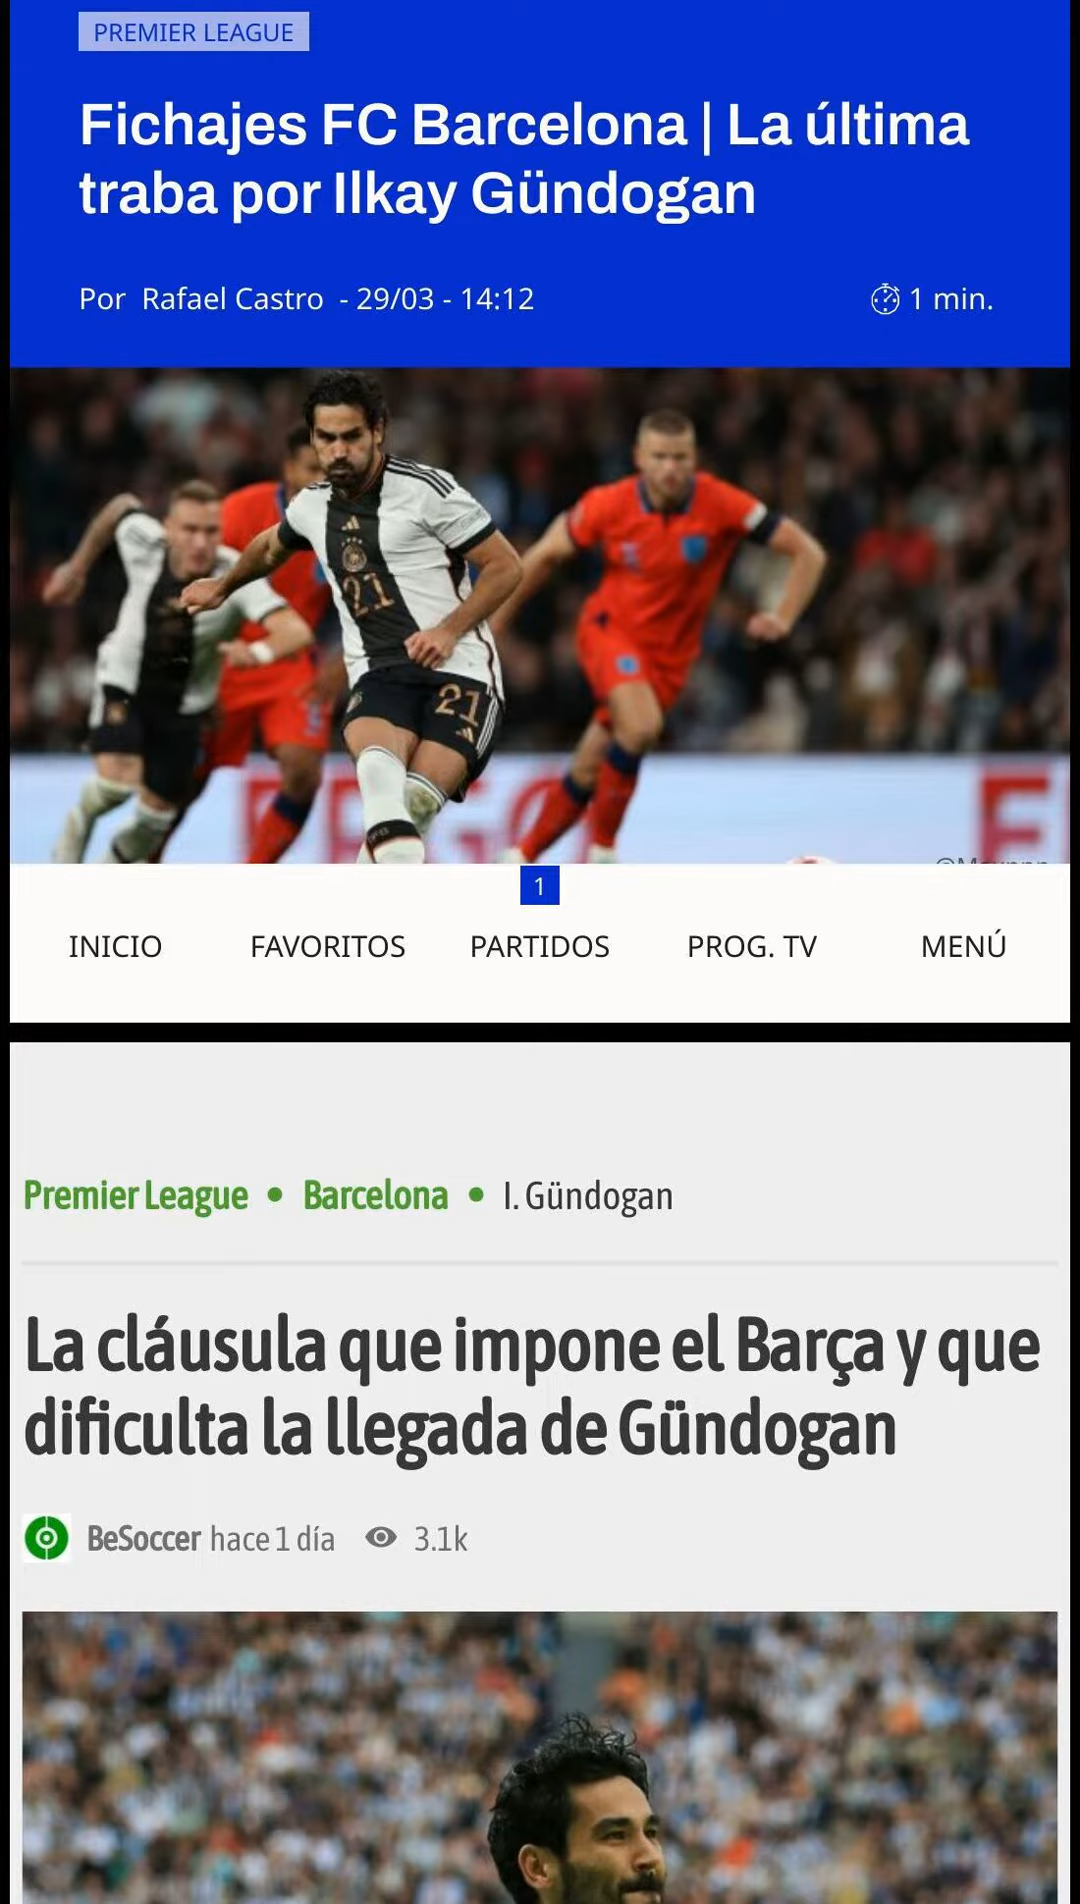 PREMIER LEAGUE
Fichajes FC Barcelona | La última
traba por Ilkay Gündogan
Por Rafael Castro - 29/03 - 14:12
1 min.
21
21
1
INICIO FAVORITOS PARTIDOS PROG. TV MENÚ
Premier League • Barcelona • I. Gündogan
La cláusula que impone el Barça y que
dificulta la llegada de Gündogan
BeSoccer hace 1 día 3.1k